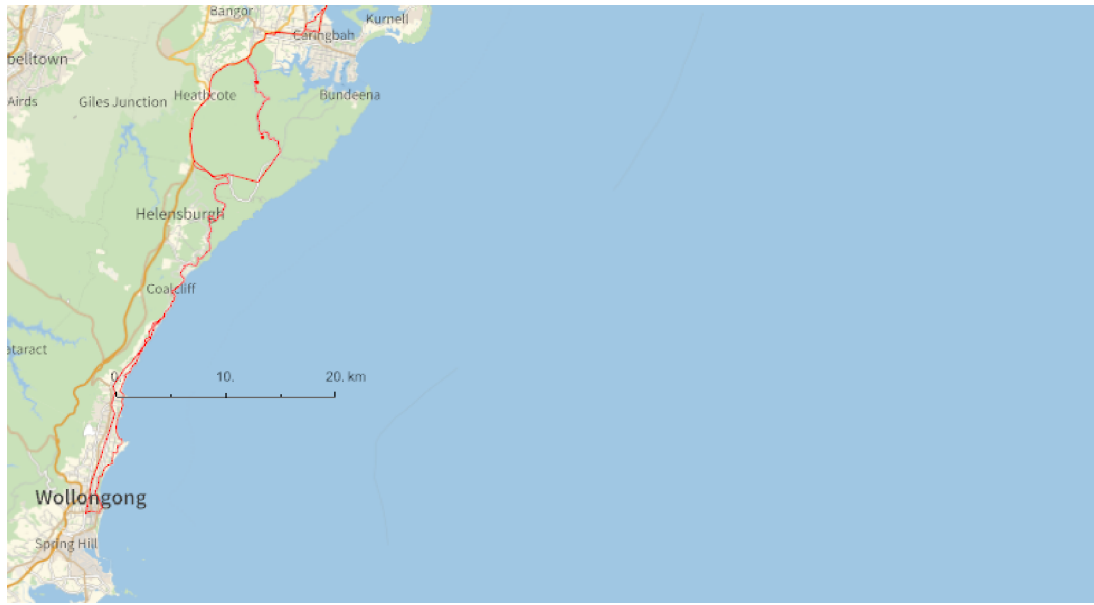 Bangor
Kurnell
Caringbah
belltown
Heathcote
Bundeena
Airds
Giles Junction
Helensburgh
Coalcliff
ataract
0.
10.
20. km
Wollongong
Spring Hill